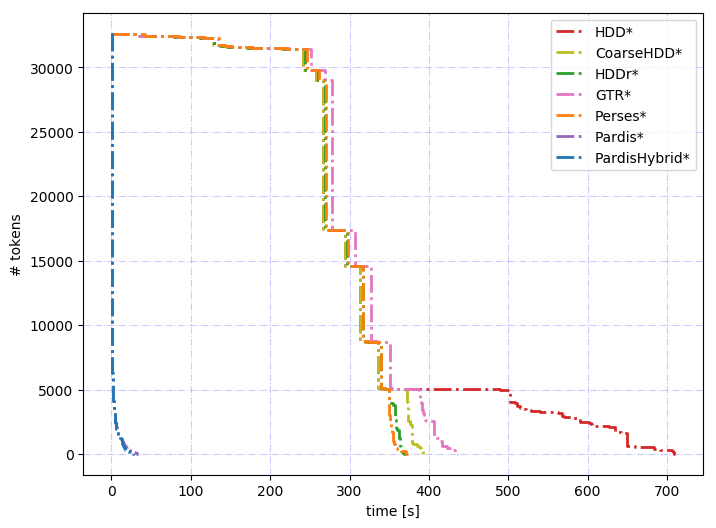 HDD*
CoarseHDD*
HDDr*
GTR*
Perses*
Pardis*
PardisHybrid*
# tokens
30000
25000
20000
15000
10000
5000
0
0 100 200 300 400 500 600 700
time [s]